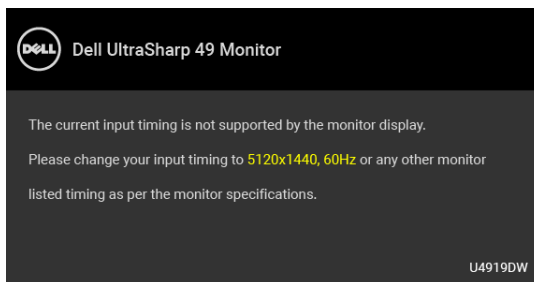 DELL
Dell UltraSharp 49 Monitor
The current input timing is not supported by the monitor display.
Please change your input timing to 5120x1440, 60Hz or any other monitor
listed timing as per the monitor specifications.
U4919DW